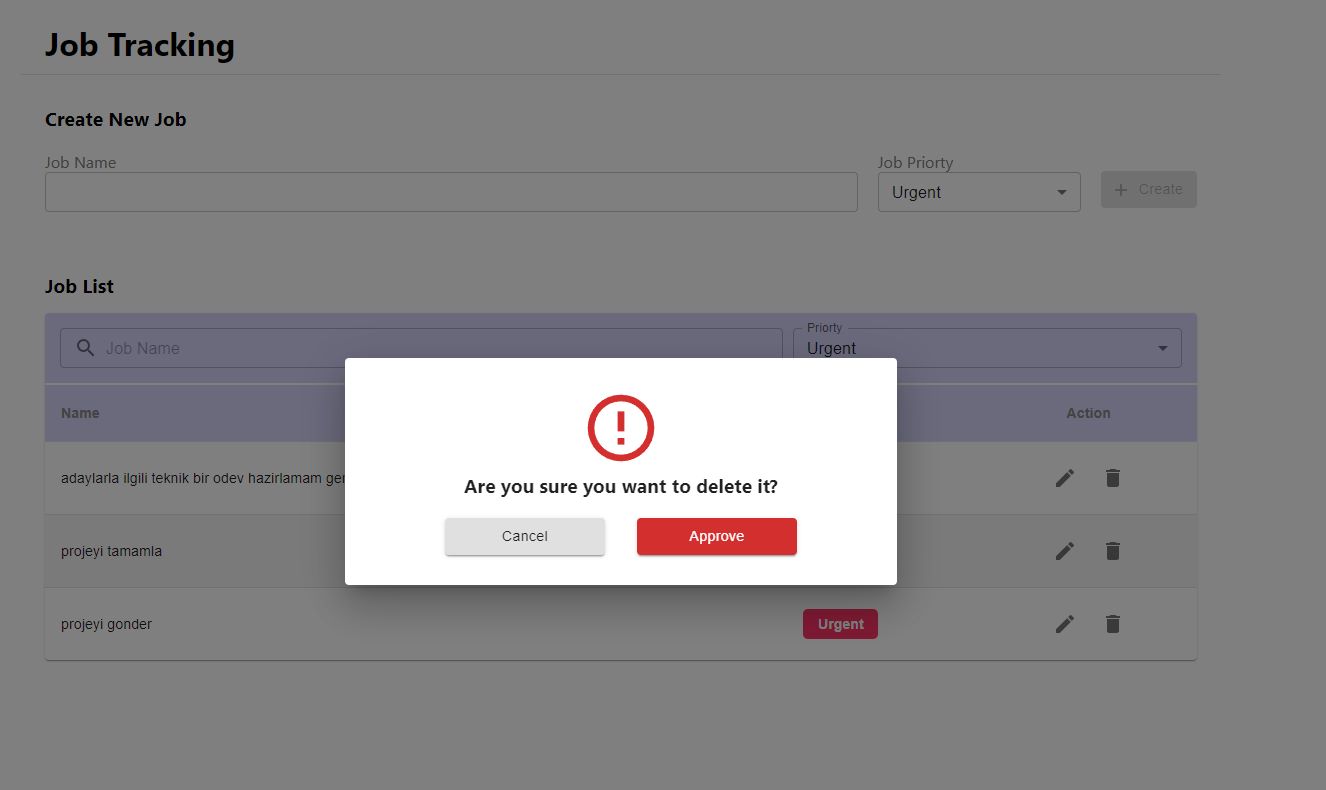 Job Tracking
Create New Job
Job Name
Job Priorty
Urgent
Create
Job List
Job Name
Priorty
Urgent
Name
Action
adaylarla ilgili teknik bir odev hazirlamam
projeyi tamamla
projeyi gonder
Urgent
!
Are you sure you want to delete it?
Cancel
Approve